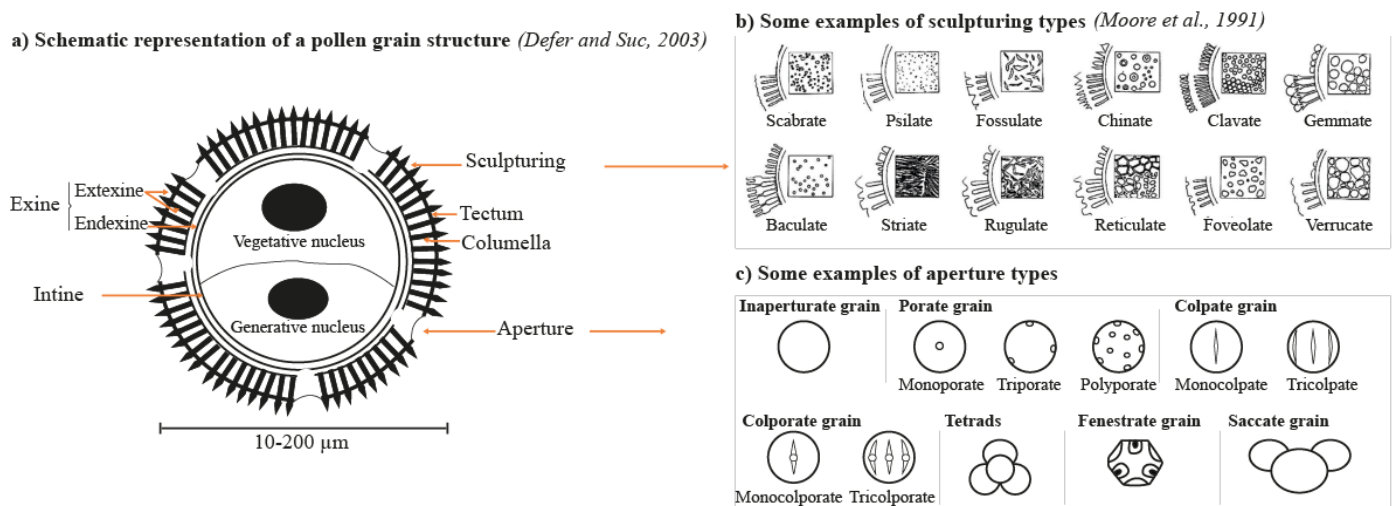 a) Schematic representation of a pollen grain structure (Defer and Suc, 2003)
Exine
Extexine
Endexine
Intine
Vegetative nucleus
Generative nucleus
Sculpturing
Tectum
Columella
Aperture
10-200 µm
b) Some examples of sculpturing types (Moore et al., 1991)
Scabrate Psilate Fossulate Chinate Clavate Gemmate
Baculate Striate Rugulate Reticulate Foveolate Verrucate
c) Some examples of aperture types
Inaperturate grain Porate grain Colpate grain
Monoporate Triporate Polyporate Monocolpate Tricolpate
Colporate grain Tetrads Fenestrate grain Saccate grain
Monocolporate Tricolporate